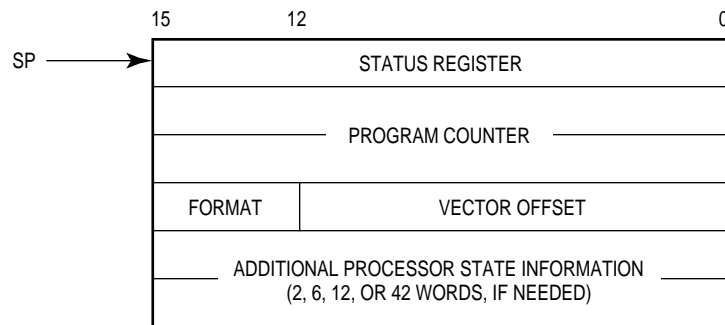 15 12 0
SP
STATUS REGISTER
PROGRAM COUNTER
FORMAT VECTOR OFFSET
ADDITIONAL PROCESSOR STATE INFORMATION
(2, 6, 12, OR 42 WORDS, IF NEEDED)